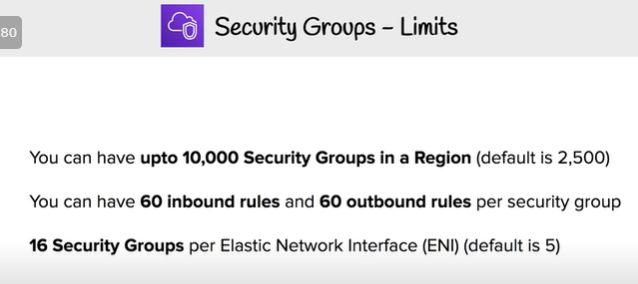 80
Security Groups – Limits
You can have upto 10,000 Security Groups in a Region (default is 2,500)
You can have 60 inbound rules and 60 outbound rules per security group
16 Security Groups per Elastic Network Interface (ENI) (default is 5)